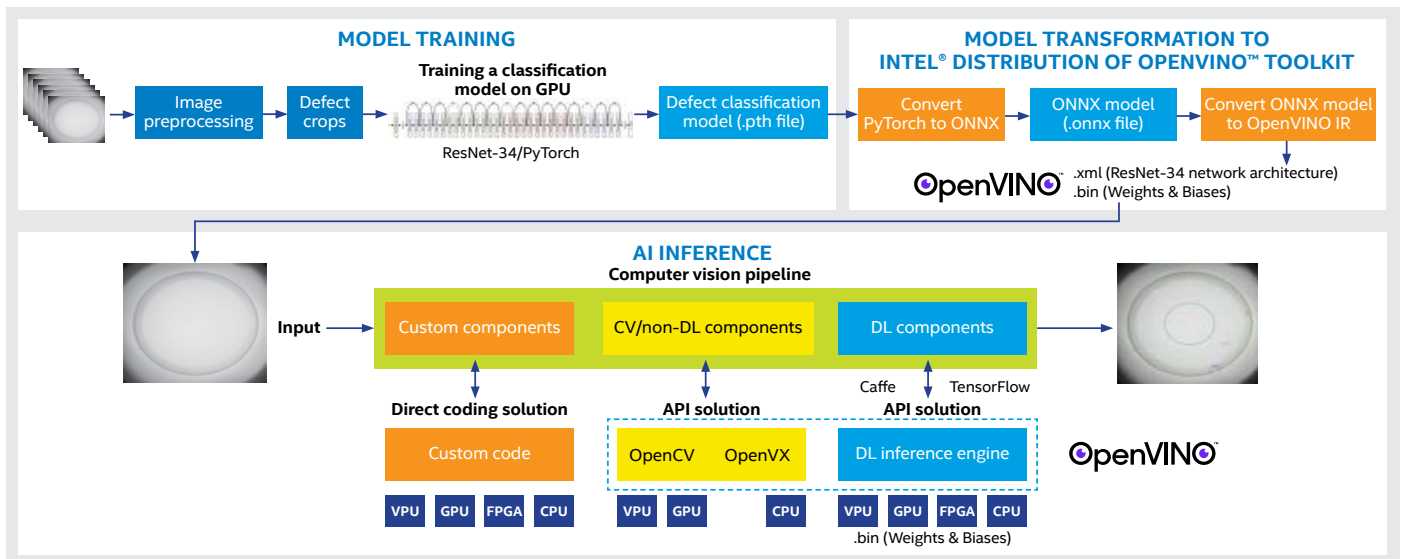 MODEL TRAINING
Training a classification
model on GPU
Image
preprocessing
Defect
crops
ResNet-34/PyTorch
Defect classification
model (.pth file)
MODEL TRANSFORMATION TO
INTEL® DISTRIBUTION OF OPENVINO™ TOOLKIT
Convert
PyTorch to ONNX
ONNX model
(.onnx file)
Convert ONNX model
to OpenVINO IR
OpenVINO™
.xml (ResNet-34 network architecture)
.bin (Weights & Biases)
AI INFERENCE
Computer vision pipeline
Input
Custom components
CV/non-DL components
DL components
Caffe
TensorFlow
Direct coding solution
API solution
API solution
Custom code
OpenCV OpenVX
DL inference engine
OpenVINO™
VPU GPU FPGA CPU
VPU GPU CPU
VPU GPU FPGA CPU
.bin (Weights & Biases)